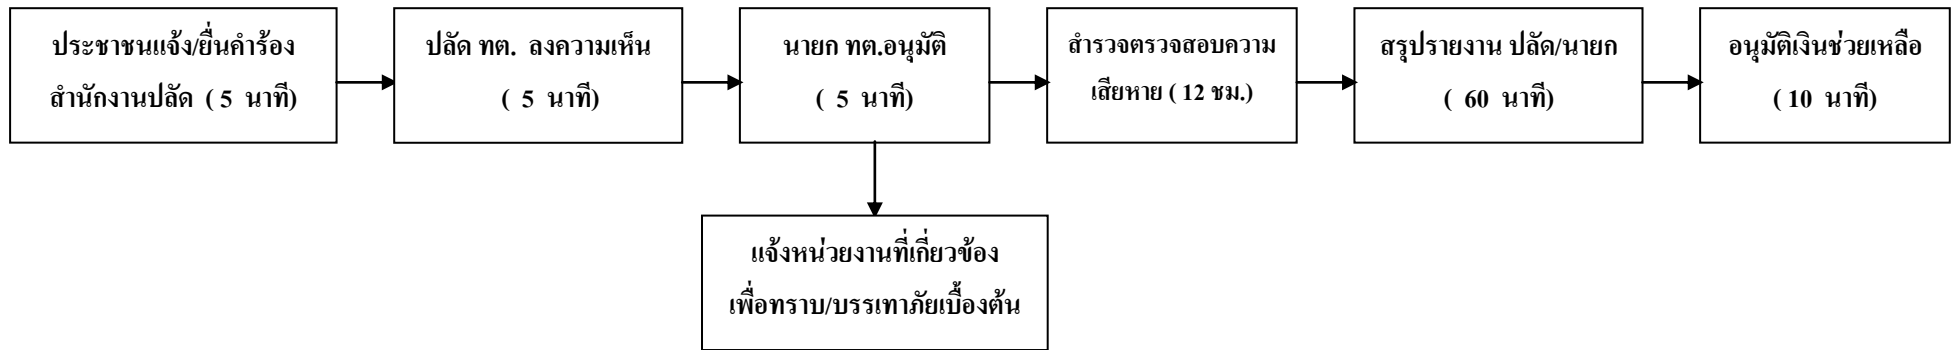 ประชาชนแจ้ง/ยื่นคำร้อง
สำนักงานปลัด ( 5 นาที)
ปลัด ทต. ลงความเห็น
( 5 นาที)
นายก ทต.อนุมัติ
( 5 นาที)
สำรวจตรวจสอบความ
เสียหาย ( 12 ชม.)
สรุปรายงาน ปลัด/นายก
( 60 นาที)
อนุมัติเงินช่วยเหลือ
( 10 นาที)
แจ้งหน่วยงานที่เกี่ยวข้อง
เพื่อทราบ/บรรเทาภัยเบื้องต้น